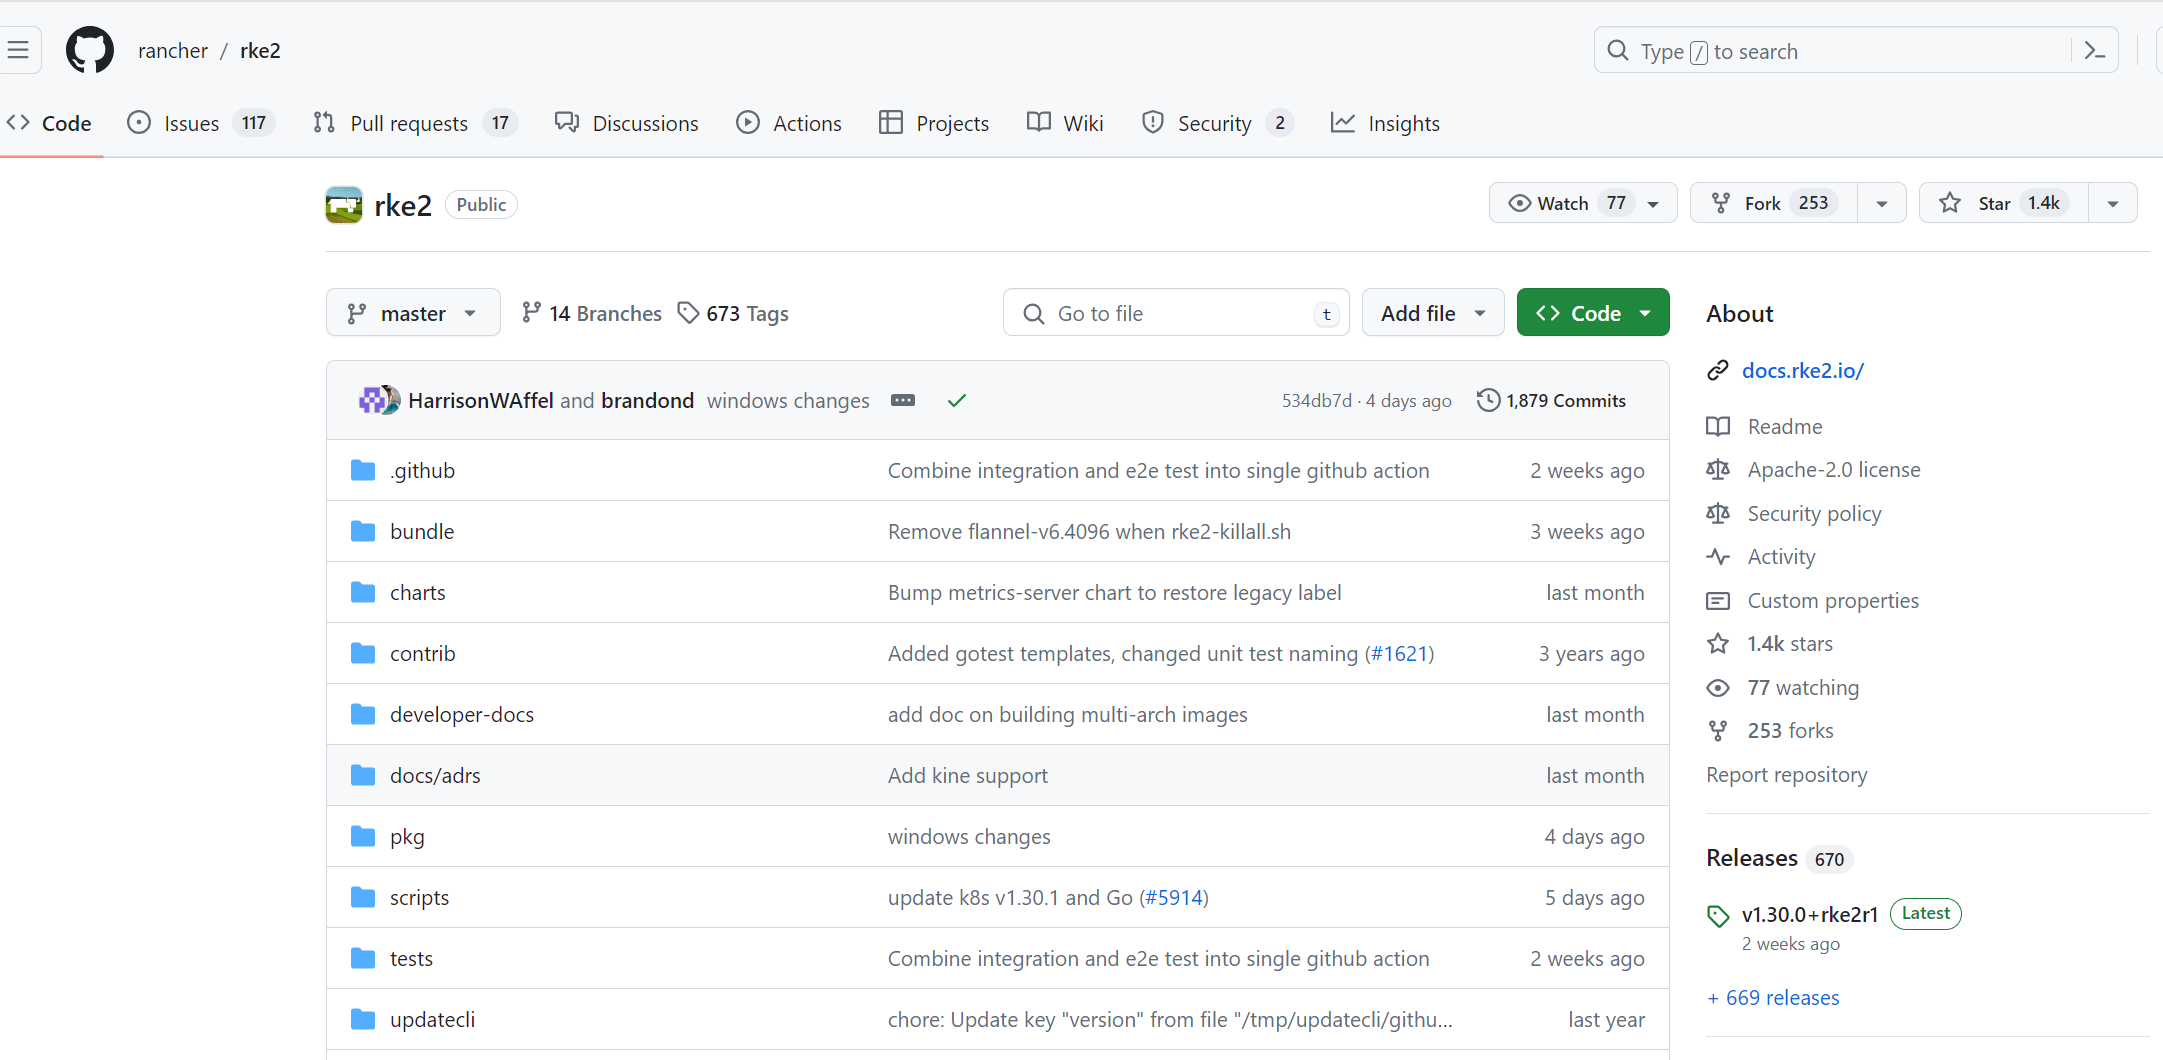 rancher / rke2
Type / to search
Code Issues 117 Pull requests 17 Discussions Actions Projects Wiki Security 2 Insights
rke2 Public
Watch 77 Fork 253 Star 1.4k
master 14 Branches 673 Tags Go to file t Add file Code
HarrisonWAffel and brandond windows changes 534db7d · 4 days ago 1,879 Commits
.github Combine integration and e2e test into single github action 2 weeks ago
bundle Remove flannel-v6.4096 when rke2-killall.sh 3 weeks ago
charts Bump metrics-server chart to restore legacy label last month
contrib Added gotest templates, changed unit test naming (#1621) 3 years ago
developer-docs add doc on building multi-arch images last month
docs/adrs Add kine support last month
pkg windows changes 4 days ago
scripts update k8s v1.30.1 and Go (#5914) 5 days ago
tests Combine integration and e2e test into single github action 2 weeks ago
updatecli chore: Update key "version" from file "/tmp/updatecli/githu... last year
About
docs.rke2.io/
Readme
Apache-2.0 license
Security policy
Activity
Custom properties
1.4k stars
77 watching
253 forks
Report repository
Releases 670
v1.30.0+rke2r1 Latest
2 weeks ago
+ 669 releases